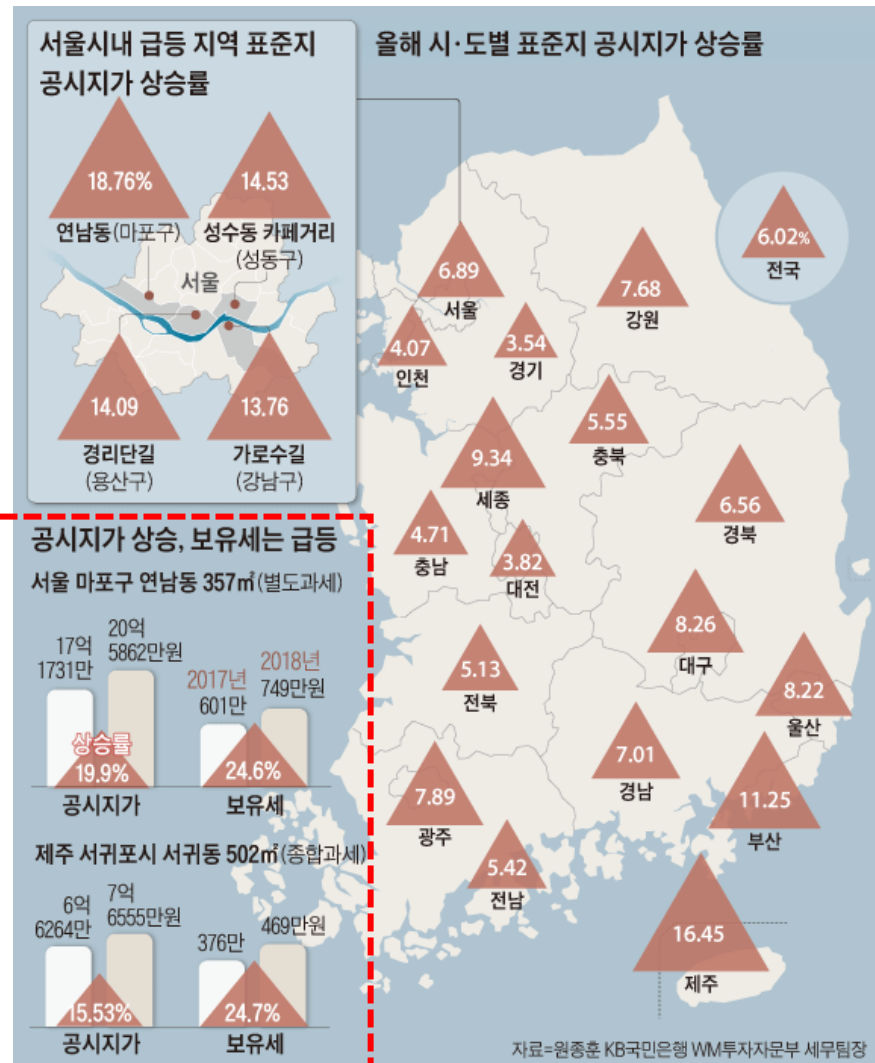 서울시내 급등 지역 표준지
공시지가 상승률
18.76%
연남동(마포구)
14.53
성수동 카페거리
(성동구)
서울
14.09
경리단길
(용산구)
13.76
가로수길
(강남구)
올해 시·도별 표준지 공시지가 상승률
6.02%
전국
6.89
서울
7.68
강원
4.07
인천
3.54
경기
5.55
충북
9.34
세종
6.56
경북
4.71
충남
3.82
대전
8.26
대구
5.13
전북
8.22
울산
7.01
경남
7.89
광주
11.25
부산
5.42
전남
16.45
제주
공시지가 상승, 보유세는 급등
서울 마포구 연남동 357㎡(별도과세)
17억
1731만
20억
5862만원
상승률
19.9%
공시지가
2017년
601만
2018년
749만원
24.6%
보유세
제주 서귀포시 서귀동 502㎡(종합과세)
6억
6264만
7억
6555만원
15.53%
공시지가
376만
469만원
24.7%
보유세
자료=원종훈 KB국민은행 WM투자자문부 세무팀장